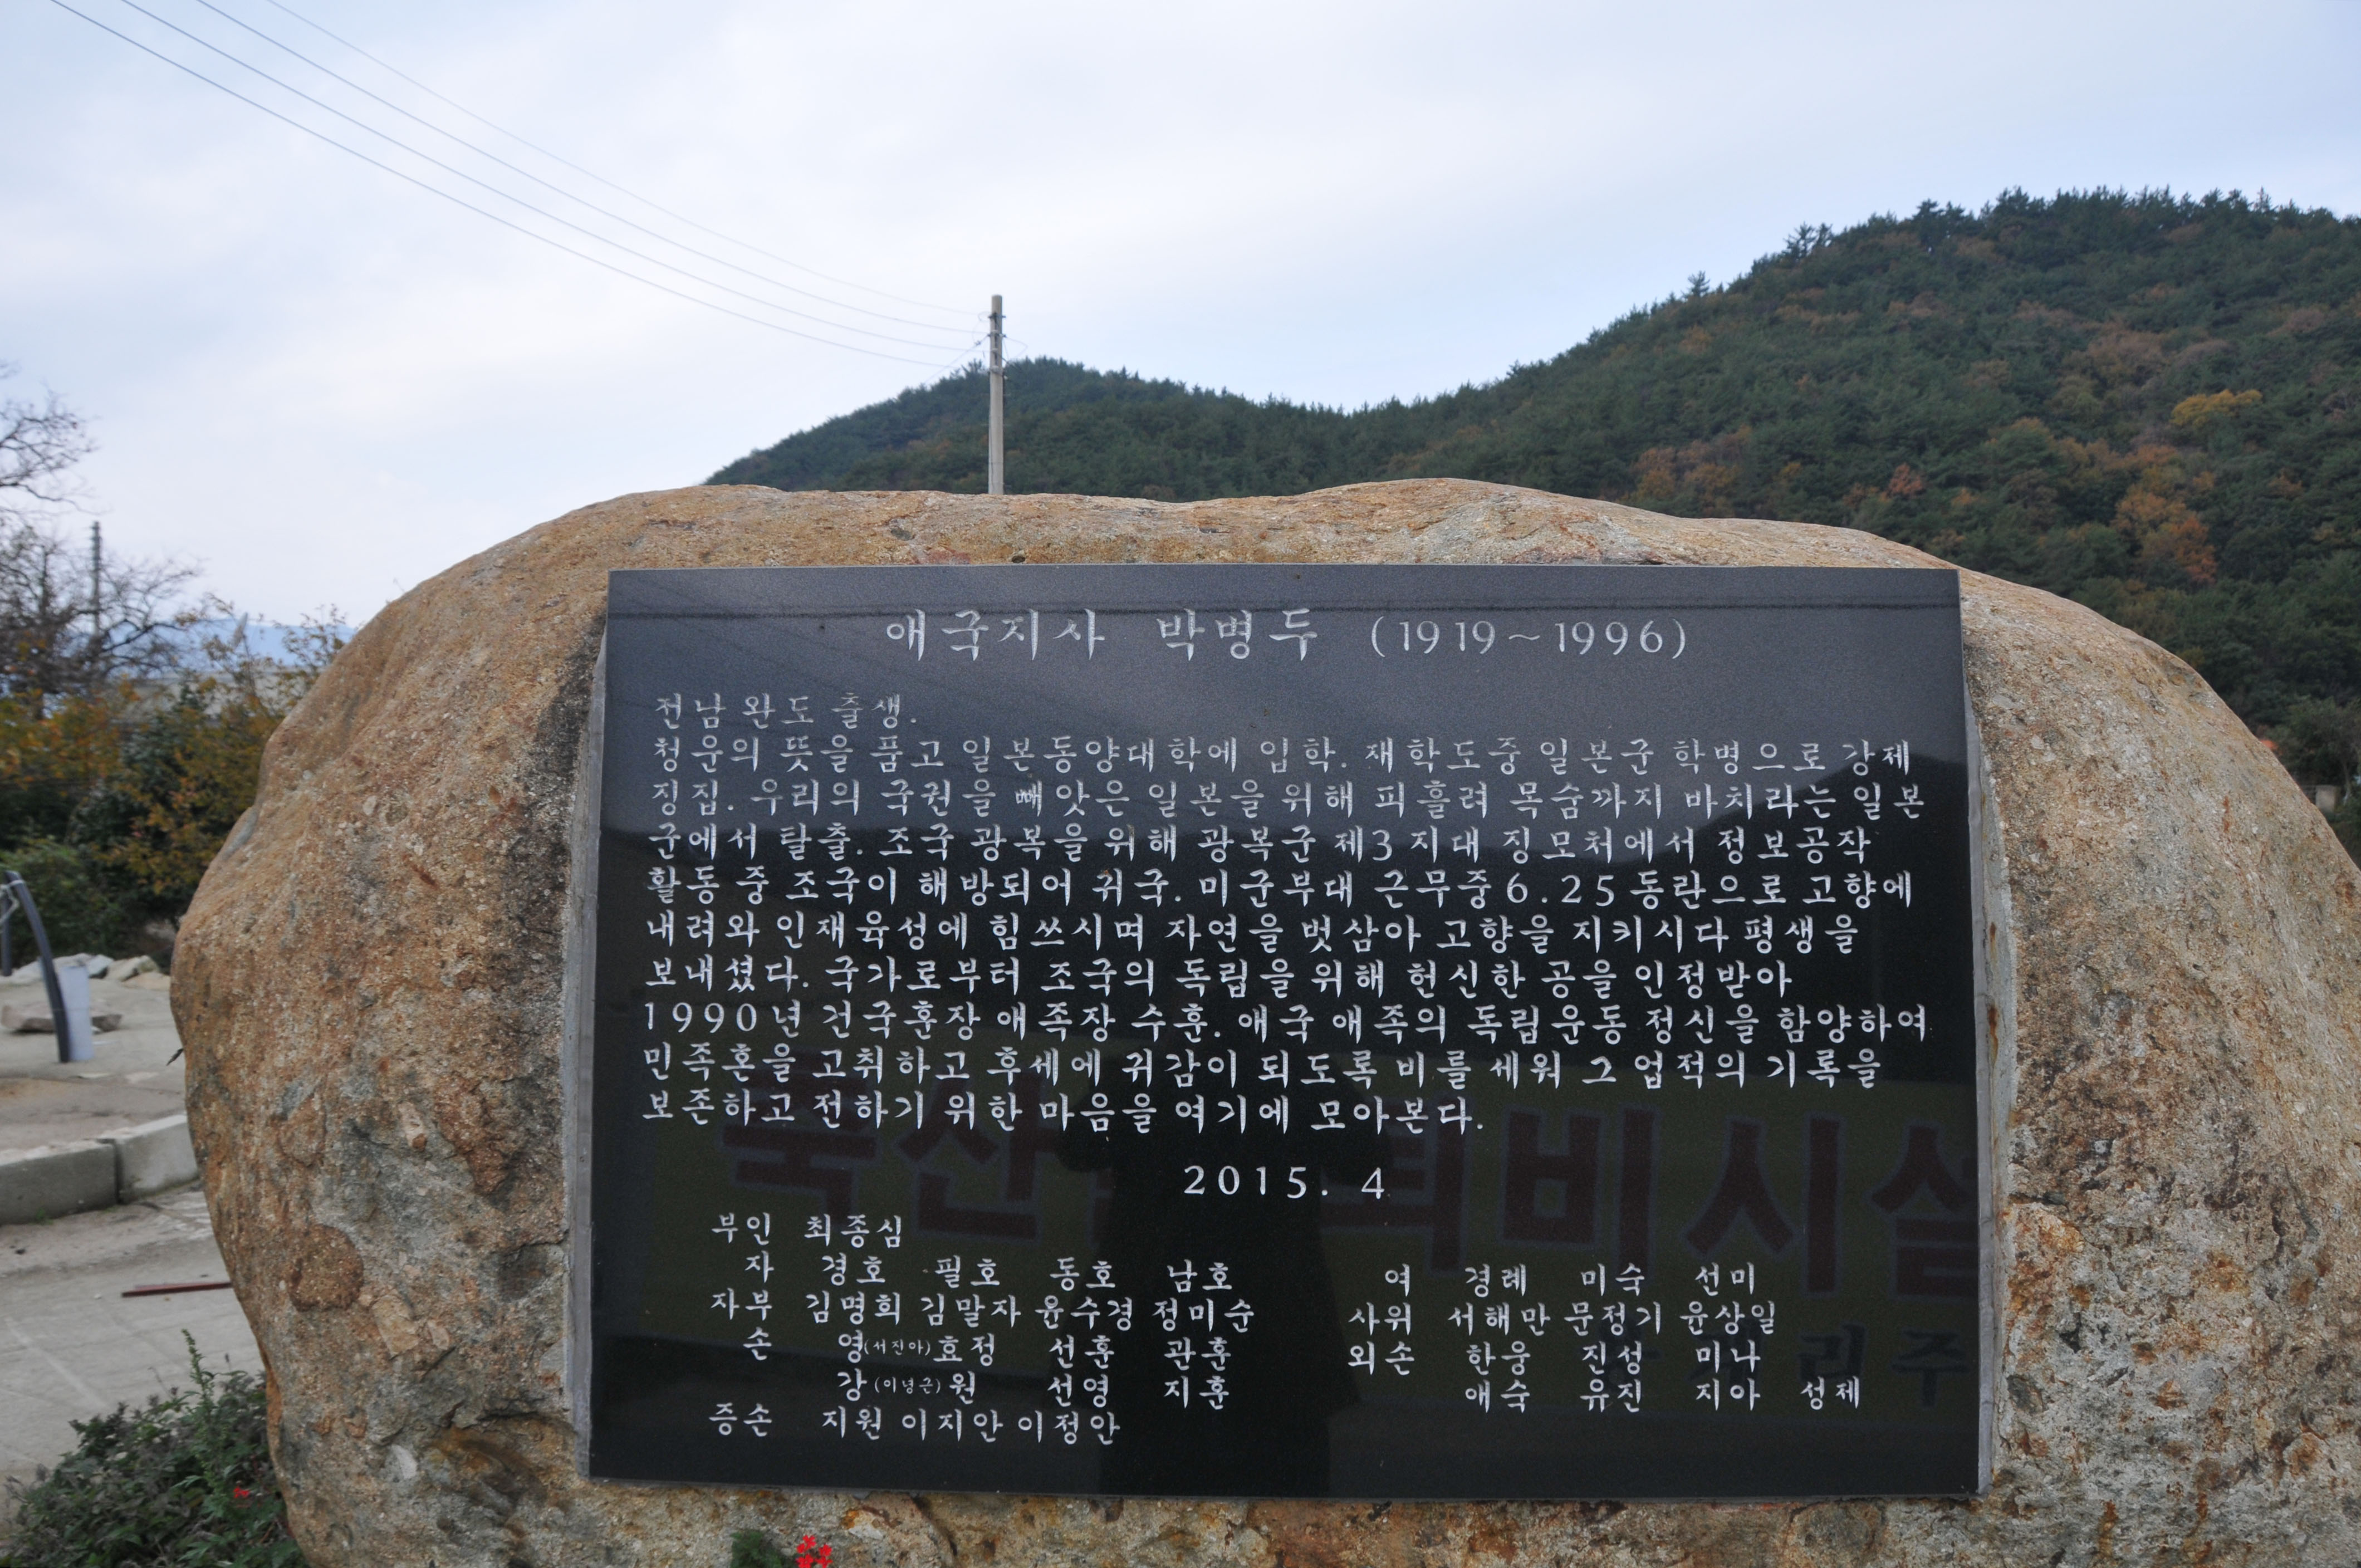 애국지사 박병두 (1919~1996)
전남 완도 출생.
청운의 뜻을 품고 일본동양대학에 입학. 재학도중 일본군 학병으로 강제
징집. 우리의 국권을 빼앗은 일본을 위해 피흘려 목숨까지 바치라는 일본
군에서 탈출. 조국 광복을 위해 광복군 제3지대 징모처에서 정보공작
활동 중 조국이 해방되어 귀국. 미군부대 근무중 6.25동란으로 고향에
내려와 인재육성에 힘쓰시며 자연을 벗삼아 고향을 지키시다 평생을
보내셨다. 국가로부터 조국의 독립을 위해 헌신한 공을 인정받아
1990년 건국훈장 애족장 수훈. 애국 애족의 독립운동 정신을 함양하여
민족혼을 고취하고 후세에 귀감이 되도록 비를 세워 그 업적의 기록을
보존하고 전하기 위한 마음을 여기에 모아본다.
2015. 4
부인 최종심
자 경호 필호 동호 남호 여 경례 미숙 선미
자부 김명희 김말자 윤수경 정미순 사위 서해만 문정기 윤상일
손 영(서진아) 효정 선훈 관훈 외손 한웅 진성 미나
강(이녕근) 원 선영 지훈 애숙 유진 지아 성제
증손 지원 이지안 이정안